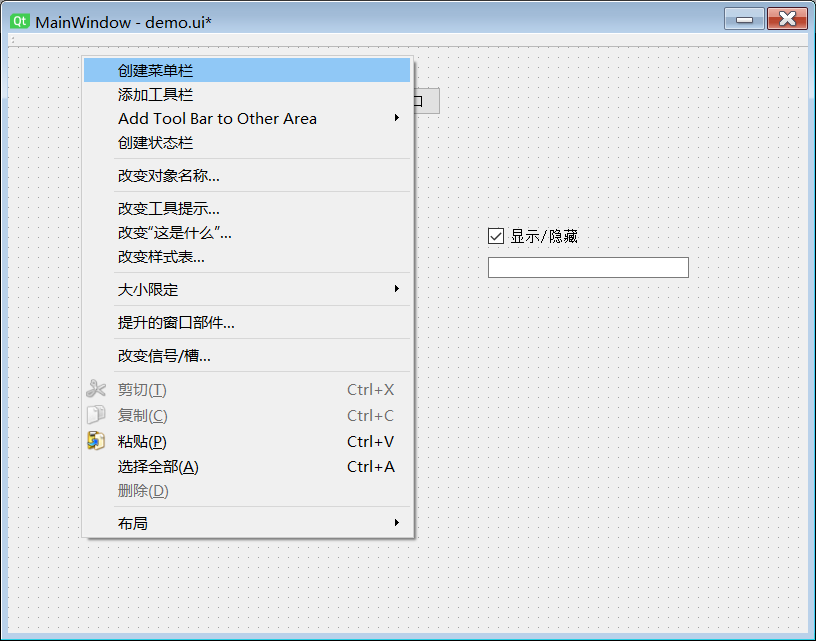 Qt MainWindow - demo.ui*
创建菜单栏
添加工具栏
Add Tool Bar to Other Area
创建状态栏
改变对象名称...
改变工具提示...
改变“这是什么”...
改变样式表...
大小限定
提升的窗口部件...
改变信号/槽...
剪切(T) Ctrl+X
复制(C) Ctrl+C
粘贴(P) Ctrl+V
选择全部(A) Ctrl+A
删除(D)
布局
显示/隐藏